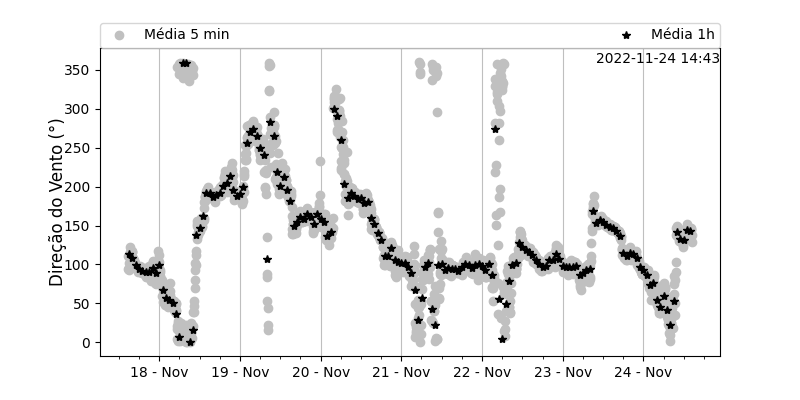 Média 5 min
Média 1h
2022-11-24 14:43
Direção do Vento (°)
350
300
250
200
150
100
50
0
18 - Nov
19 - Nov
20 - Nov
21 - Nov
22 - Nov
23 - Nov
24 - Nov